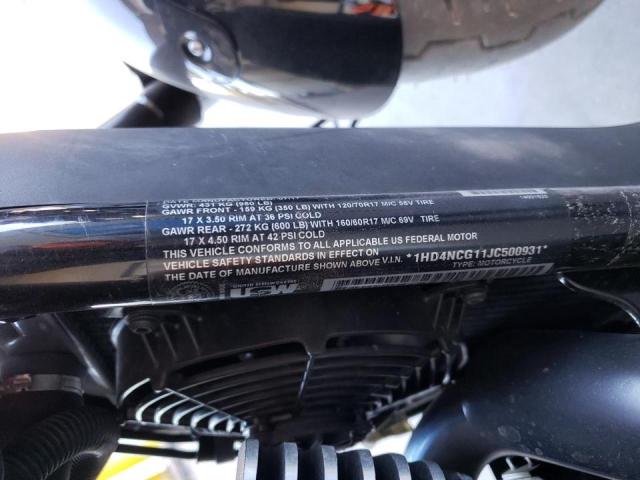 GVWR: 431 KG (950 LB)
GAWR FRONT - 159 KG (350 LB) WITH 120/70R17 M/C 58V TIRE
17 X 3.50 RIM AT 36 PSI COLD
GAWR REAR - 272 KG (600 LB) WITH 160/60R17 M/C 69V TIRE
17 X 4.50 RIM AT 42 PSI COLD
THIS VEHICLE CONFORMS TO ALL APPLICABLE US FEDERAL MOTOR
VEHICLE SAFETY STANDARDS IN EFFECT ON
THE DATE OF MANUFACTURE SHOWN ABOVE V.I.N. *1HD4NCG11JC500931*
TYPE: MOTORCYCLE